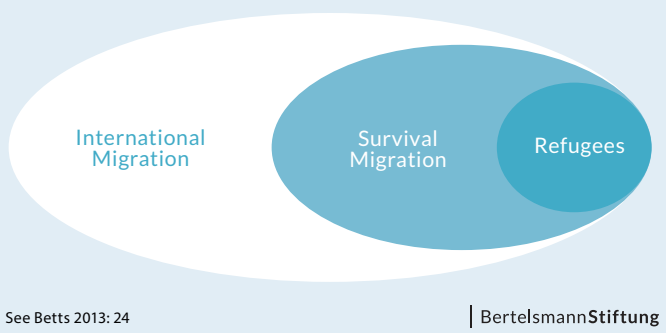 International
Migration
Survival
Migration
Refugees
See Betts 2013: 24
BertelsmannStiftung